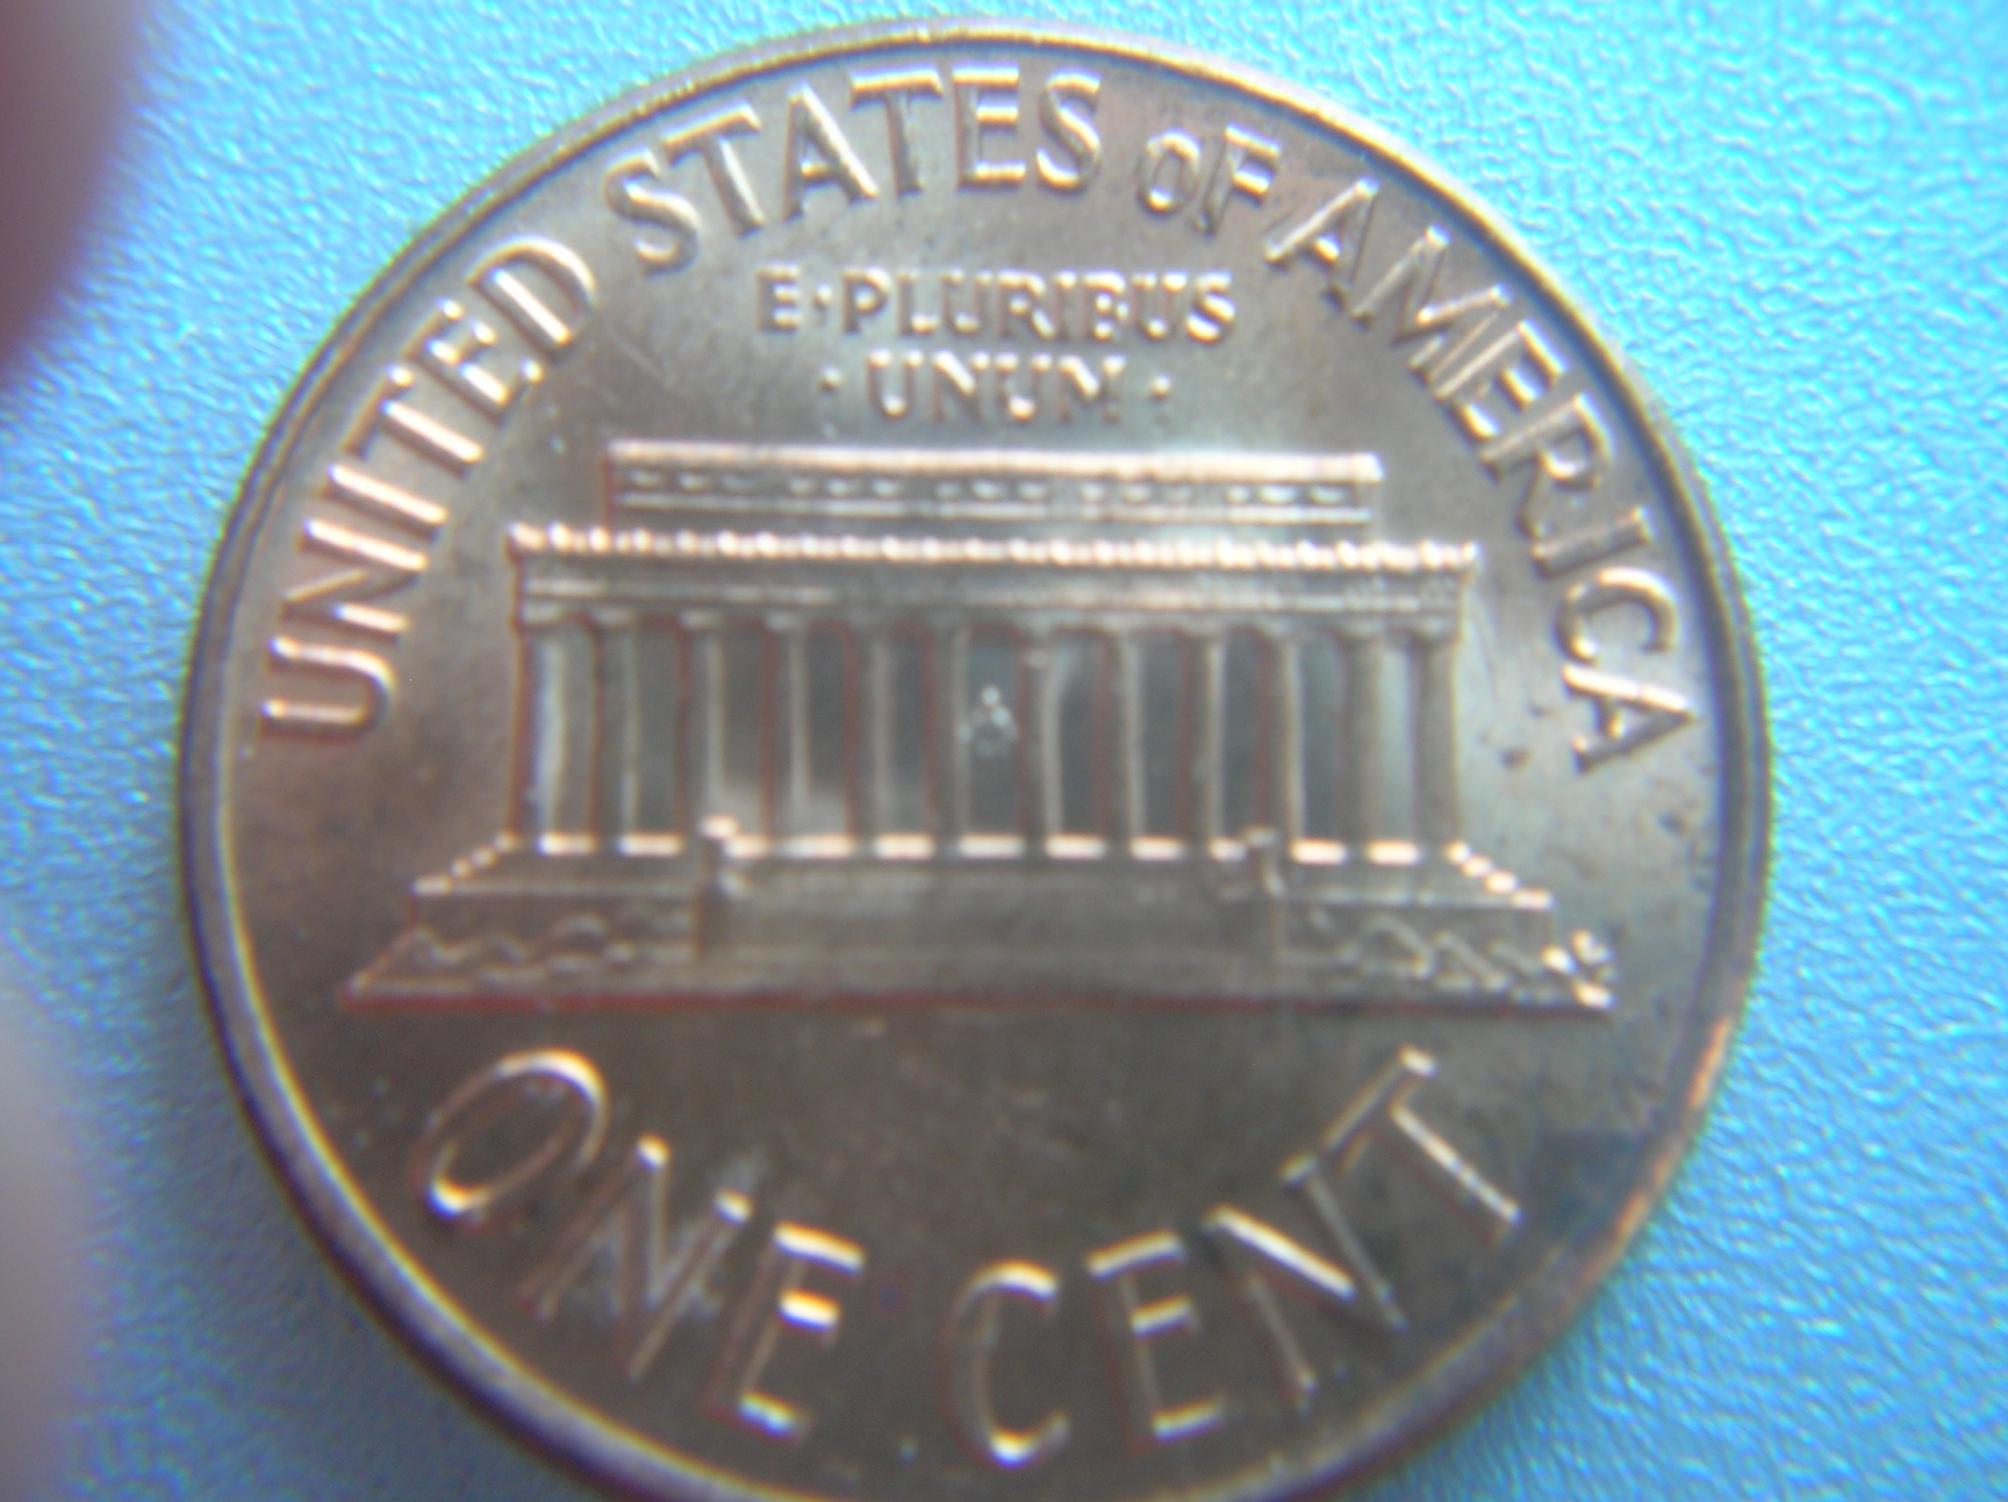 UNITED STATES OF AMERICA
E·PLURIBUS
·UNUM·
ONE CENT